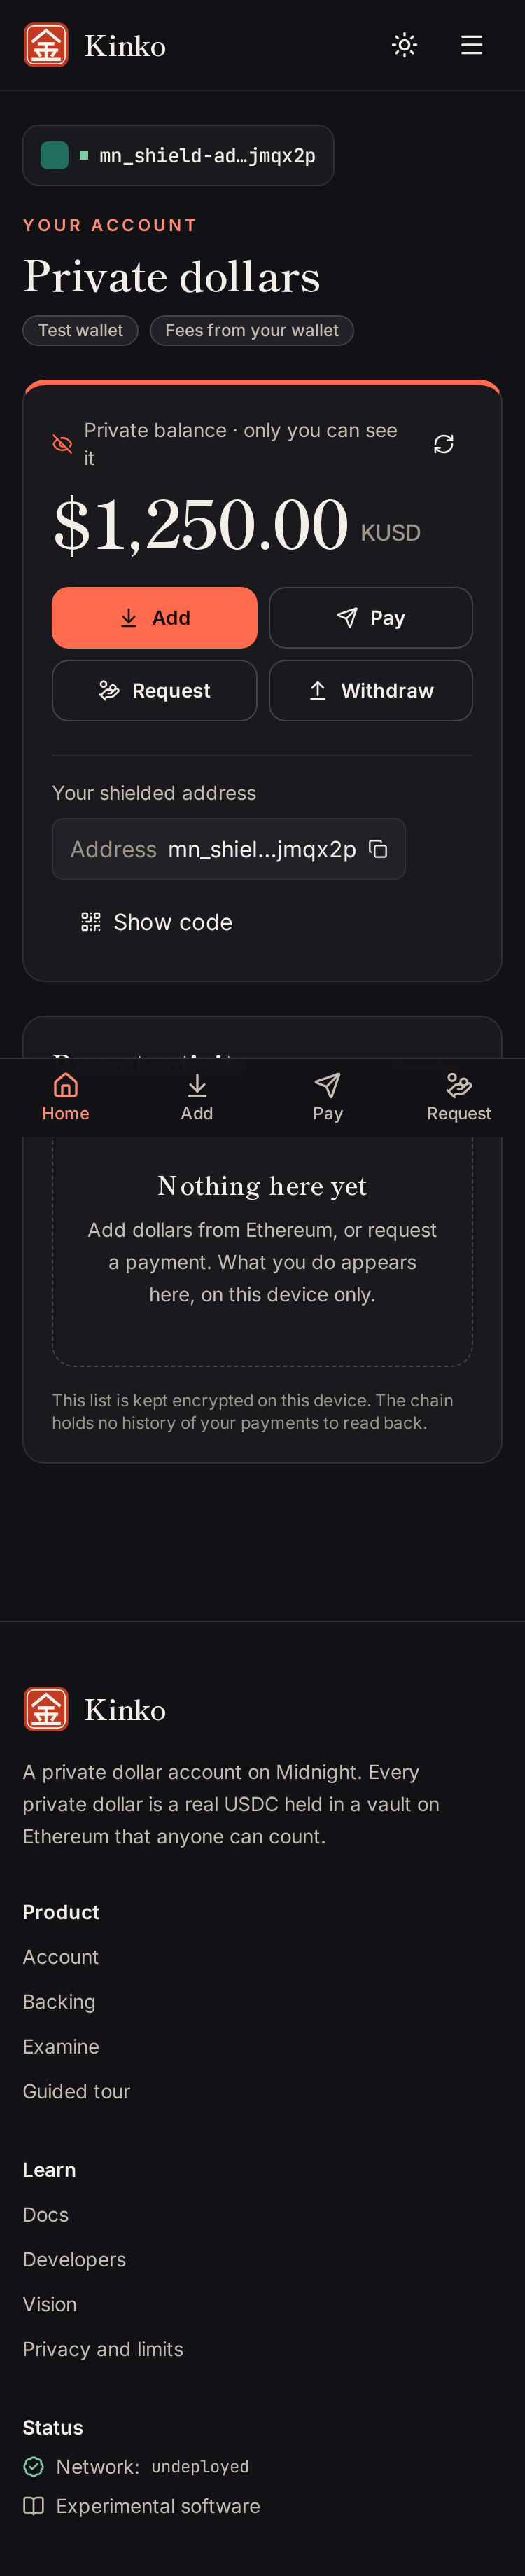 金 Kinko
mn_shield-ad…jmqx2p
YOUR ACCOUNT
Private dollars
Test wallet
Fees from your wallet
Private balance · only you can see
it
$1,250.00 KUSD
Add
Pay
Request
Withdraw
Your shielded address
Address mn_shiel…jmqx2p
Show code
Home
Add
Pay
Request
Nothing here yet
Add dollars from Ethereum, or request
a payment. What you do appears
here, on this device only.
This list is kept encrypted on this device. The chain
holds no history of your payments to read back.
金 Kinko
A private dollar account on Midnight. Every
private dollar is a real USDC held in a vault on
Ethereum that anyone can count.
Product
Account
Backing
Examine
Guided tour
Learn
Docs
Developers
Vision
Privacy and limits
Status
Network: undeployed
Experimental software